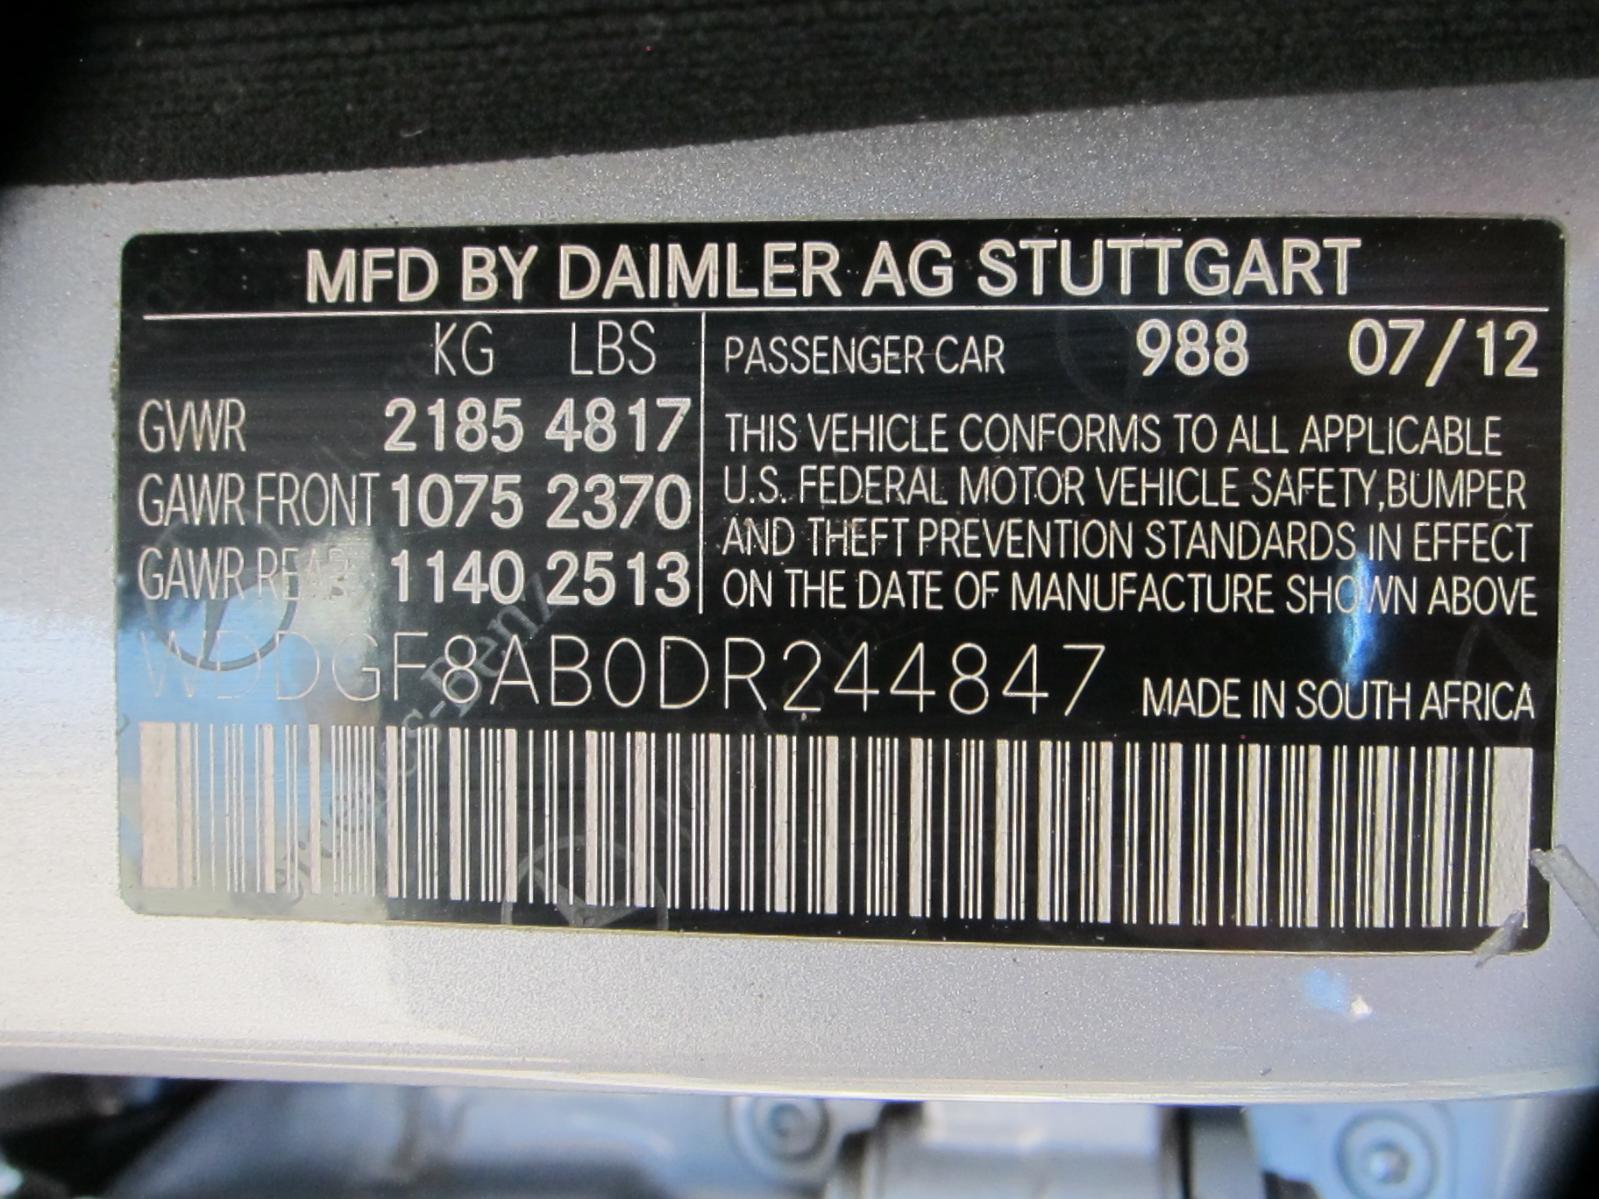 MFD BY DAIMLER AG STUTTGART
KG LBS
GVWR 2185 4817
GAWR FRONT 1075 2370
GAWR REAR 1140 2513
PASSENGER CAR 988 07/12
THIS VEHICLE CONFORMS TO ALL APPLICABLE
U.S. FEDERAL MOTOR VEHICLE SAFETY,BUMPER
AND THEFT PREVENTION STANDARDS IN EFFECT
ON THE DATE OF MANUFACTURE SHOWN ABOVE
WDDGF8AB0DR244847
MADE IN SOUTH AFRICA